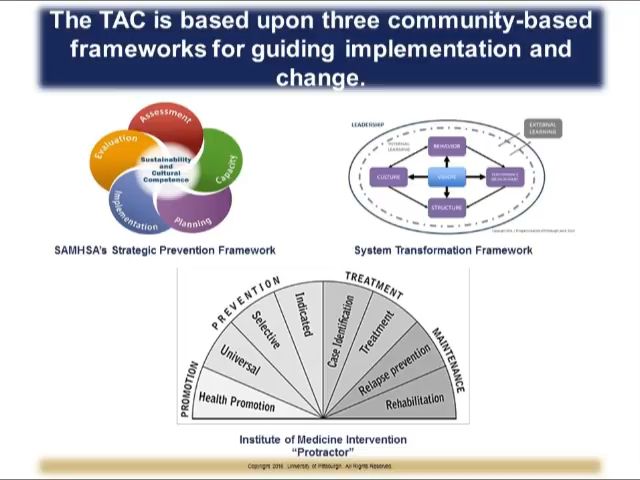 The TAC is based upon three community-based
frameworks for guiding implementation and
change.
Assessment
Evaluation
Capacity
Sustainability
and
Cultural
Competence
Implementation
Planning
SAMHSA's Strategic Prevention Framework
LEADERSHIP
EXTERNAL
LEARNING
INTERNAL
LEARNING
BEHAVIOR
CULTURE
VISION
STRUCTURE
System Transformation Framework
PROMOTION
PREVENTION
TREATMENT
MAINTENANCE
Health Promotion
Universal
Selective
Indicated
Case Identification
Treatment
Relapse prevention
Rehabilitation
Institute of Medicine Intervention
“Protractor”
Copyright 2016. University of Pittsburgh. All Rights Reserved.